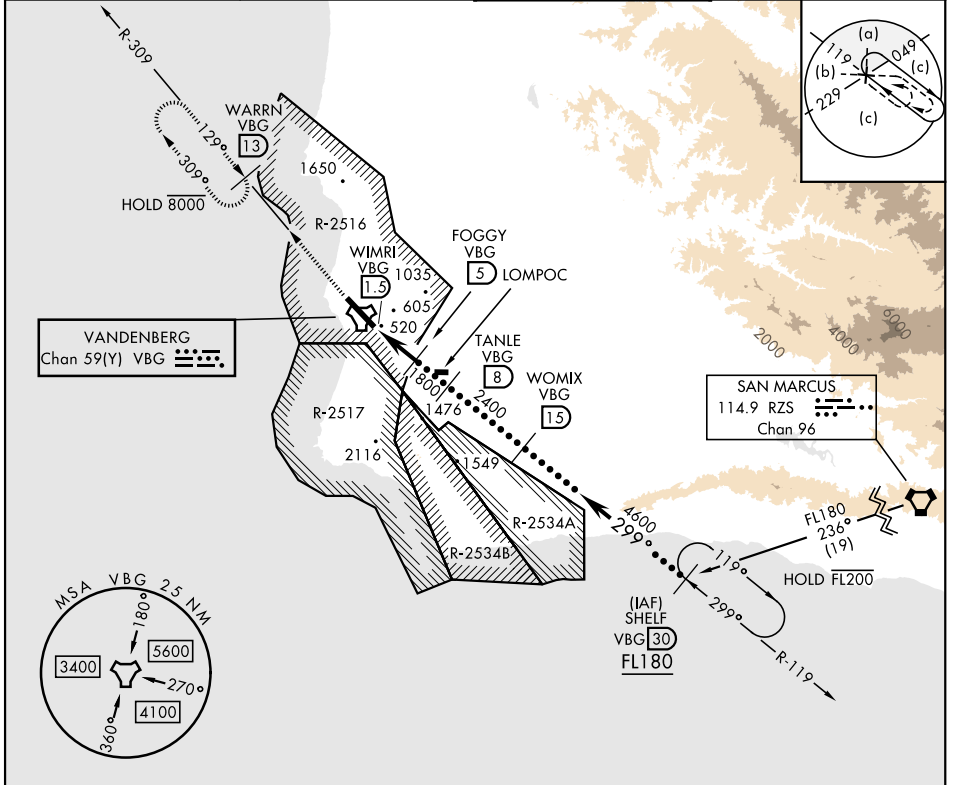 R-309
129°
309°
HOLD 8000
WARRN
VBG
13
1650
R-2516
WIMRI
VBG
1.5
1035
605
520
FOGGY
VBG
5
LOMPOC
TANLE
VBG
8
WOMIX
VBG
15
1800
2400
1476
VANDENBERG
Chan 59(Y) VBG
R-2517
2116
1549
R-2534A
R-2534B
2000
4000
6000
SAN MARCUS
114.9 RZS
Chan 96
FL180
236°
(19)
4600
299°
119°
299°
HOLD FL200
(IAF)
SHELF
VBG 30
FL180
R-119
MSA VBG 25 NM
180°
3400
5600
270°
4100
360°
(a)
119
049
(b)
(c)
229
(c)